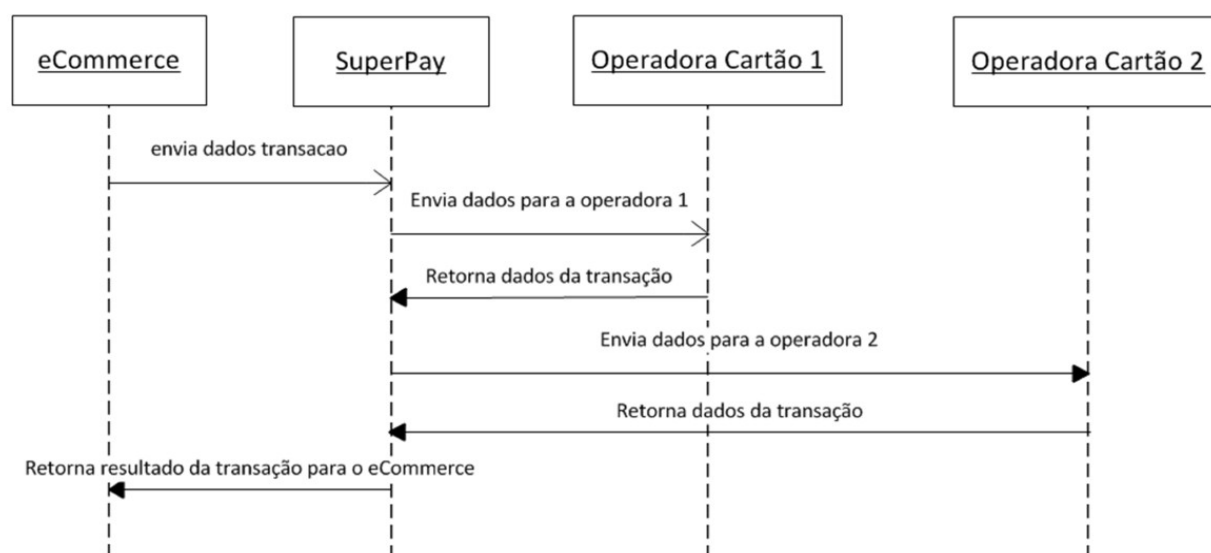 eCommerce
SuperPay
Operadora Cartão 1
Operadora Cartão 2
envia dados transacao
Envia dados para a operadora 1
Retorna dados da transação
Envia dados para a operadora 2
Retorna dados da transação
Retorna resultado da transação para o eCommerce